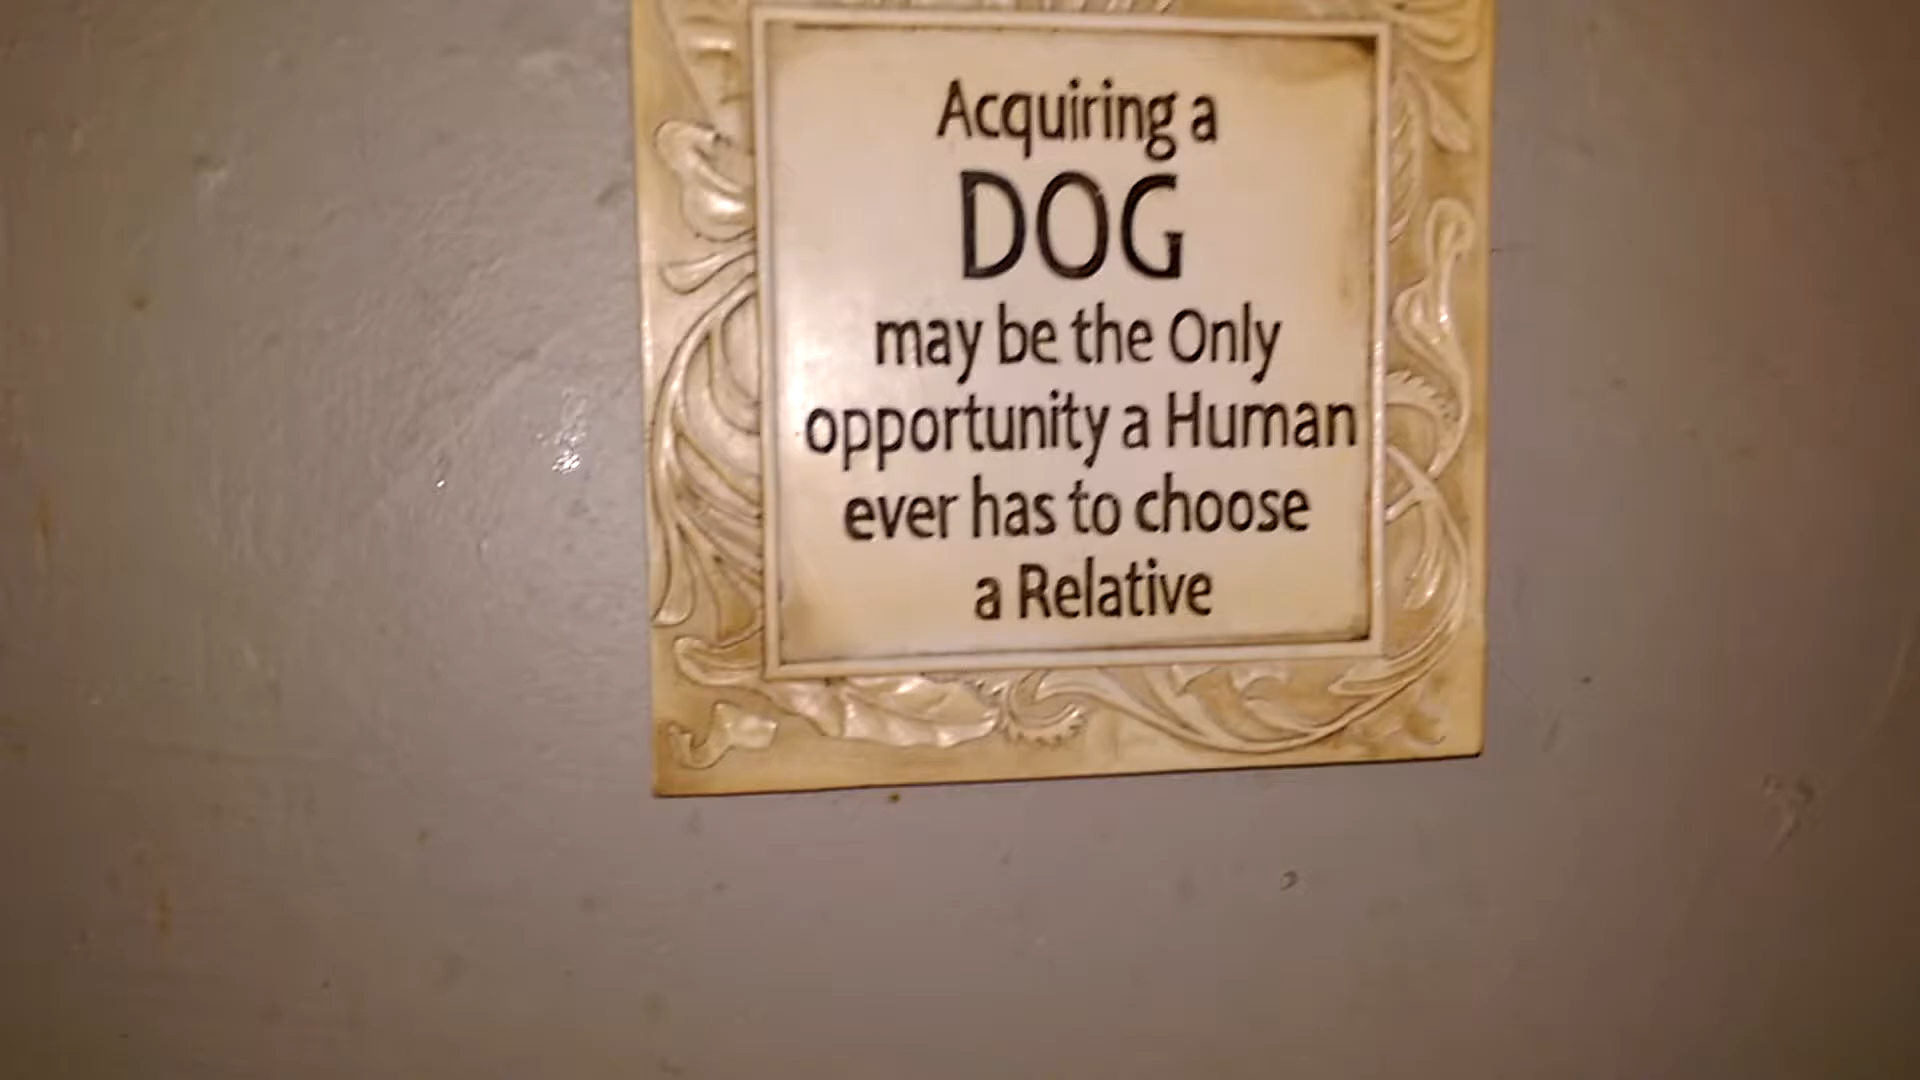 Acquiring a
DOG
may be the Only
opportunity a Human
ever has to choose
a Relative